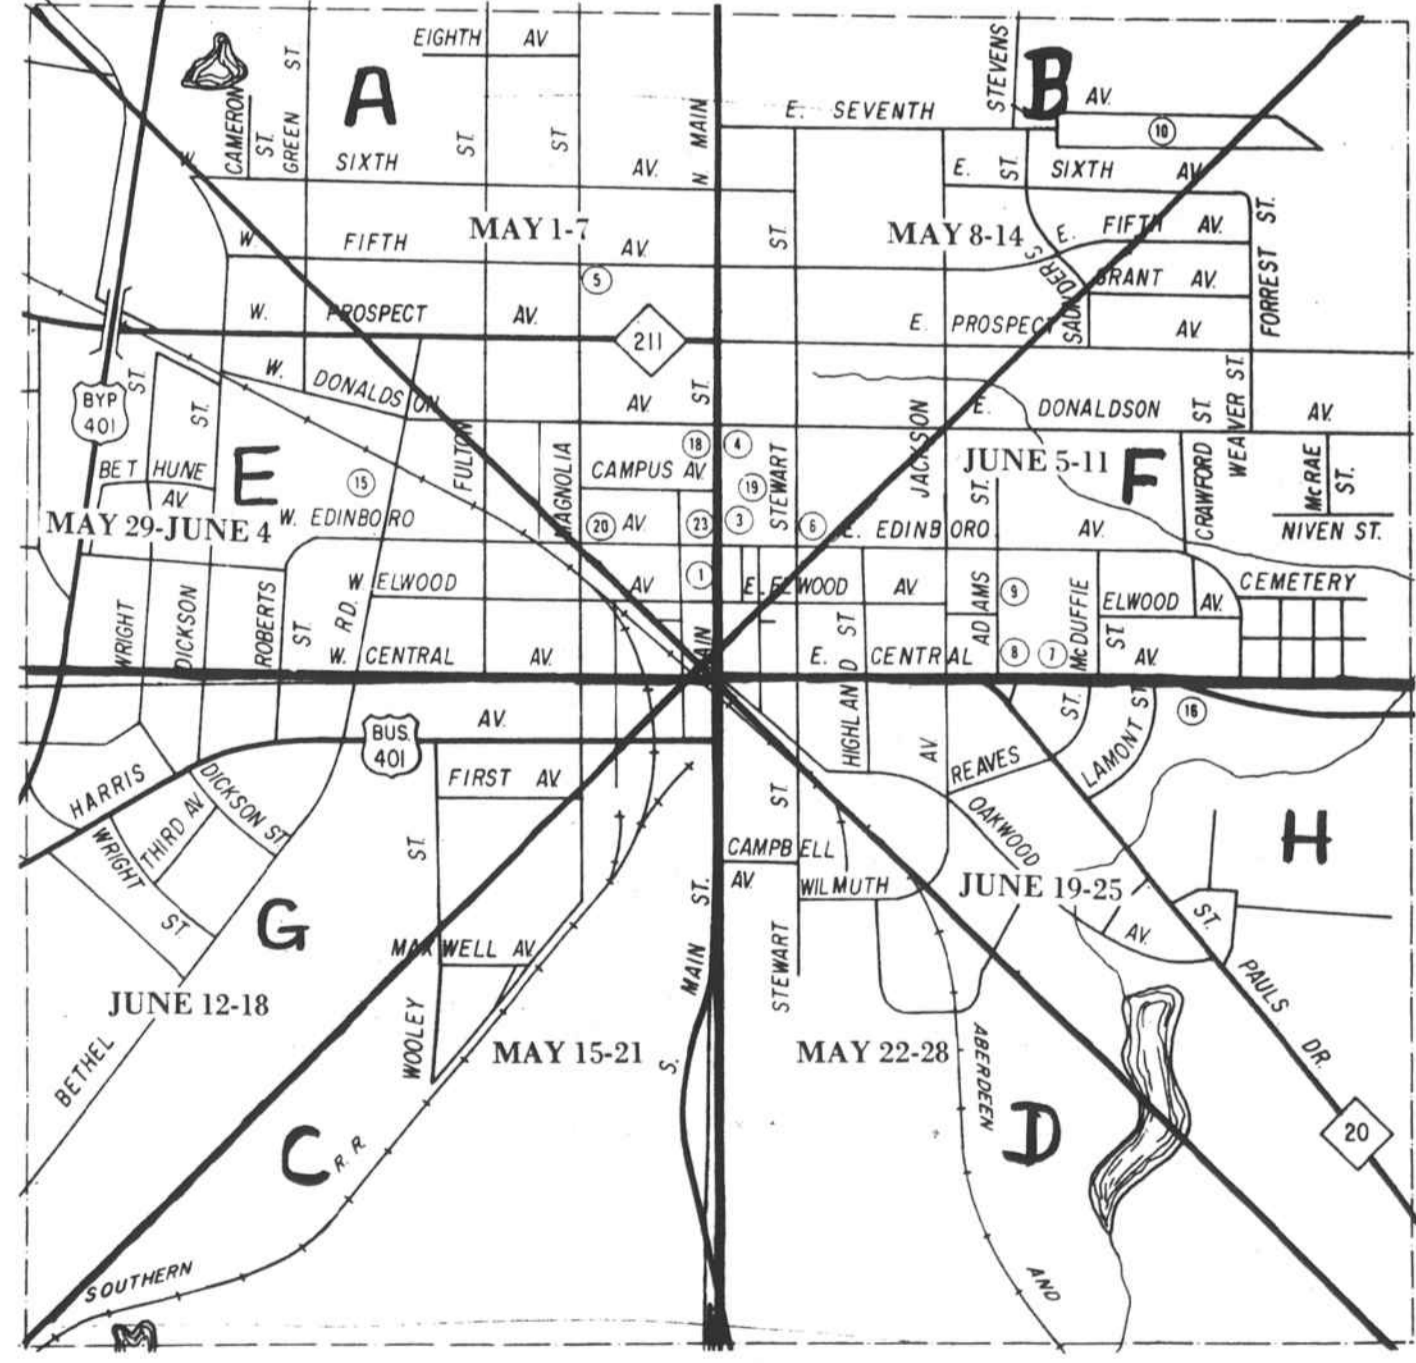 EIGHTH AV
STEVENS
A
B
AV.
CAMERON
ST.
GREEN ST
ST.
ST
N MAIN
E. SEVENTH
10
W.
SIXTH
AV.
E.
ST.
SIXTH
AV.
MAY 1-7
MAY 8-14
W.
FIFTH
AV.
ST.
E.
FIFTH
AV.
FORREST ST.
5
SAUNDERS
GRANT AV.
W.
PROSPECT
AV.
211
E. PROSPECT
AV.
BYP
401
ST.
ST.
W.
DONALDSON
AV.
ST.
E.
DONALDSON
AV.
JACKSON
CRAWFORD ST.
WEAVER ST.
E
FULTON
MAGNOLIA
18
4
CAMPUS AV.
STEWART
JUNE 5-11
F
McRAE
ST.
BETHUNE
AV.
15
19
ST.
MAY 29-JUNE 4
W. EDINBORO
20
AV.
23
3
6
E. EDINBORO
AV.
NIVEN ST.
WRIGHT
DICKSON
ROBERTS
ST.
RD.
W. ELWOOD
AV
1
E. ELWOOD
AV.
ADAMS
9
McDUFFIE
ST.
ELWOOD AV.
CEMETERY
HIGHLAND ST
W. CENTRAL
AV.
MAIN
E. CENTRAL
8
7
AV.
AV.
BUS.
401
AV.
ST.
LAMONT ST.
16
HARRIS
DICKSON ST.
FIRST AV.
REAVES
THIRD AV.
WRIGHT
ST.
ST.
ST.
OAKWOOD
H
CAMPBELL
AV.
WILMUTH
JUNE 19-25
ST.
G
MAXWELL AV.
MAIN
ST.
STEWART
AV.
PAULS
DR.
JUNE 12-18
WOOLEY
BETHEL
MAY 15-21
S.
MAY 22-28
ABERDEEN
C
R. R.
D
20
SOUTHERN
AND